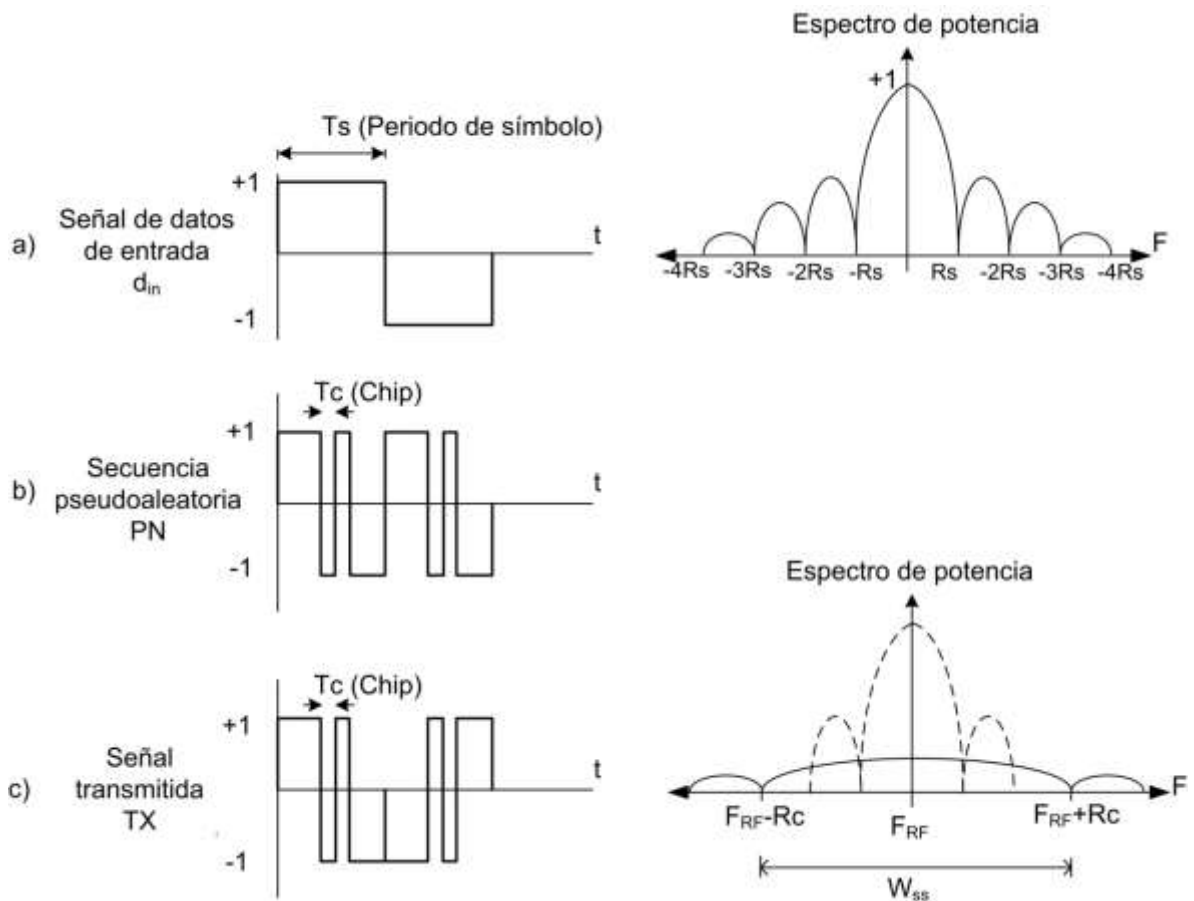 Espectro de potencia
+1
Ts (Periodo de símbolo)
+1
a)
Señal de datos
de entrada
d_in
t
-1
F
-4Rs -3Rs -2Rs -Rs Rs -2Rs -3Rs -4Rs
Tc (Chip)
+1
b)
Secuencia
pseudoaleatoria
PN
t
-1
Espectro de potencia
Tc (Chip)
+1
c)
Señal
transmitida
TX
t
-1
F
F_RF-Rc F_RF F_RF+Rc
W_ss